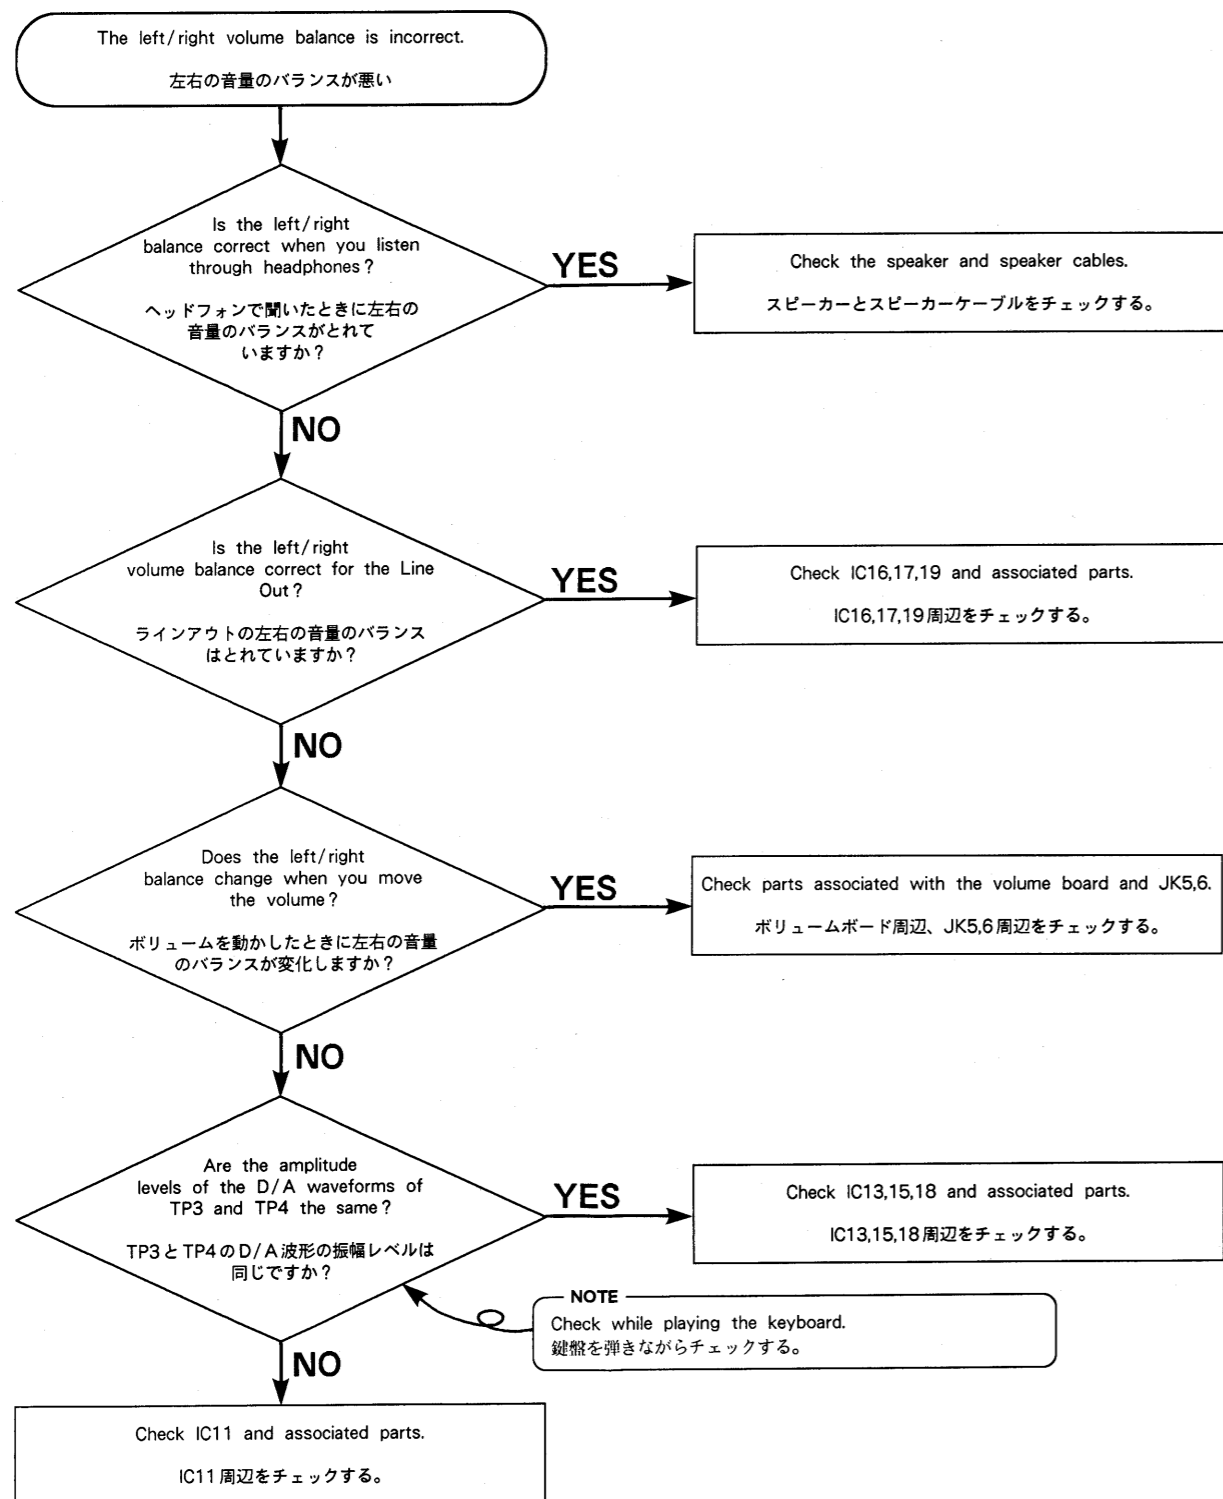 The left/right volume balance is incorrect.
左右の音量のバランスが悪い
Is the left/right
balance correct when you listen
through headphones?
ヘッドフォンで聞いたときに左右の
音量のバランスがとれて
いますか？
YES
Check the speaker and speaker cables.
スピーカーとスピーカーケーブルをチェックする。
NO
Is the left/right
volume balance correct for the Line
Out?
ラインアウトの左右の音量のバランス
はとれていますか？
YES
Check IC16,17,19 and associated parts.
IC16,17,19周辺をチェックする。
NO
Does the left/right
balance change when you move
the volume?
ボリュームを動かしたときに左右の音量
のバランスが変化しますか？
YES
Check parts associated with the volume board and JK5,6.
ボリュームボード周辺、JK5,6周辺をチェックする。
NO
Are the amplitude
levels of the D/A waveforms of
TP3 and TP4 the same?
TP3とTP4のD/A波形の振幅レベルは
同じですか？
YES
Check IC13,15,18 and associated parts.
IC13,15,18周辺をチェックする。
NOTE
Check while playing the keyboard.
鍵盤を弾きながらチェックする。
NO
Check IC11 and associated parts.
IC11周辺をチェックする。